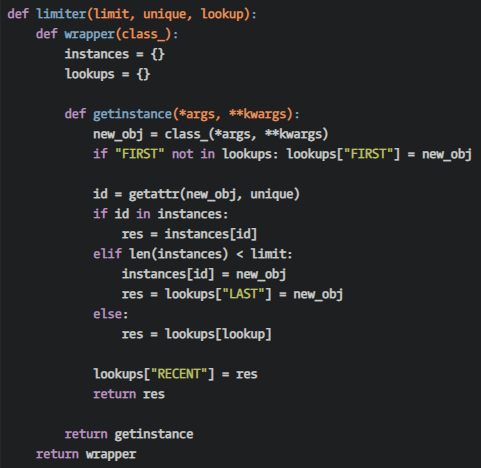 def limiter(limit, unique, lookup):
    def wrapper(class_):
        instances = {}
        lookups = {}

        def getinstance(*args, **kwargs):
            new_obj = class_(*args, **kwargs)
            if "FIRST" not in lookups: lookups["FIRST"] = new_obj

            id = getattr(new_obj, unique)
            if id in instances:
                res = instances[id]
            elif len(instances) < limit:
                instances[id] = new_obj
                res = lookups["LAST"] = new_obj
            else:
                res = lookups[lookup]

            lookups["RECENT"] = res
            return res

        return getinstance
    return wrapper